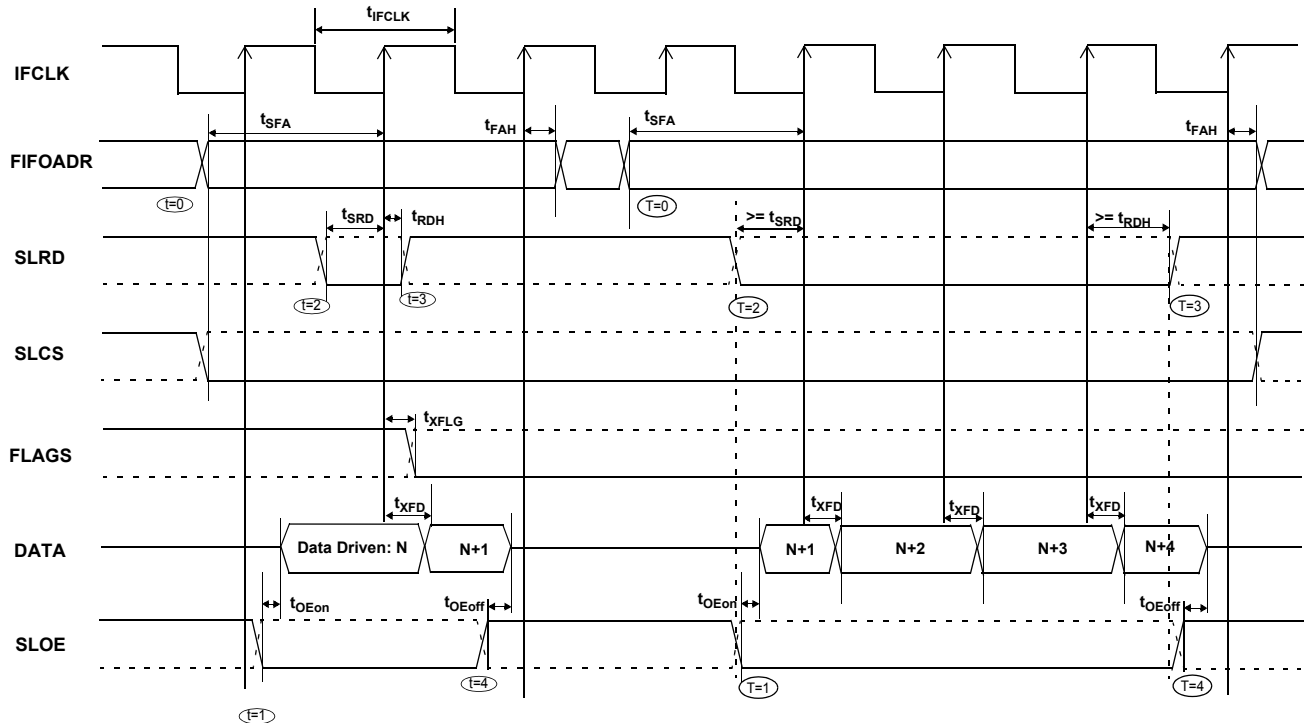 tIFCLK
IFCLK
tSFA
tFAH
tSFA
tFAH
FIFOADR
t=0
T=0
tSRD
tRDH
>= tSRD
>= tRDH
SLRD
t=2
t=3
T=2
T=3
SLCS
tXFLG
FLAGS
tXFD
tXFD
tXFD
tXFD
DATA
Data Driven: N
N+1
N+1
N+2
N+3
N+4
tOEon
tOEoff
tOEon
tOEoff
SLOE
t=4
T=1
T=4
t=1